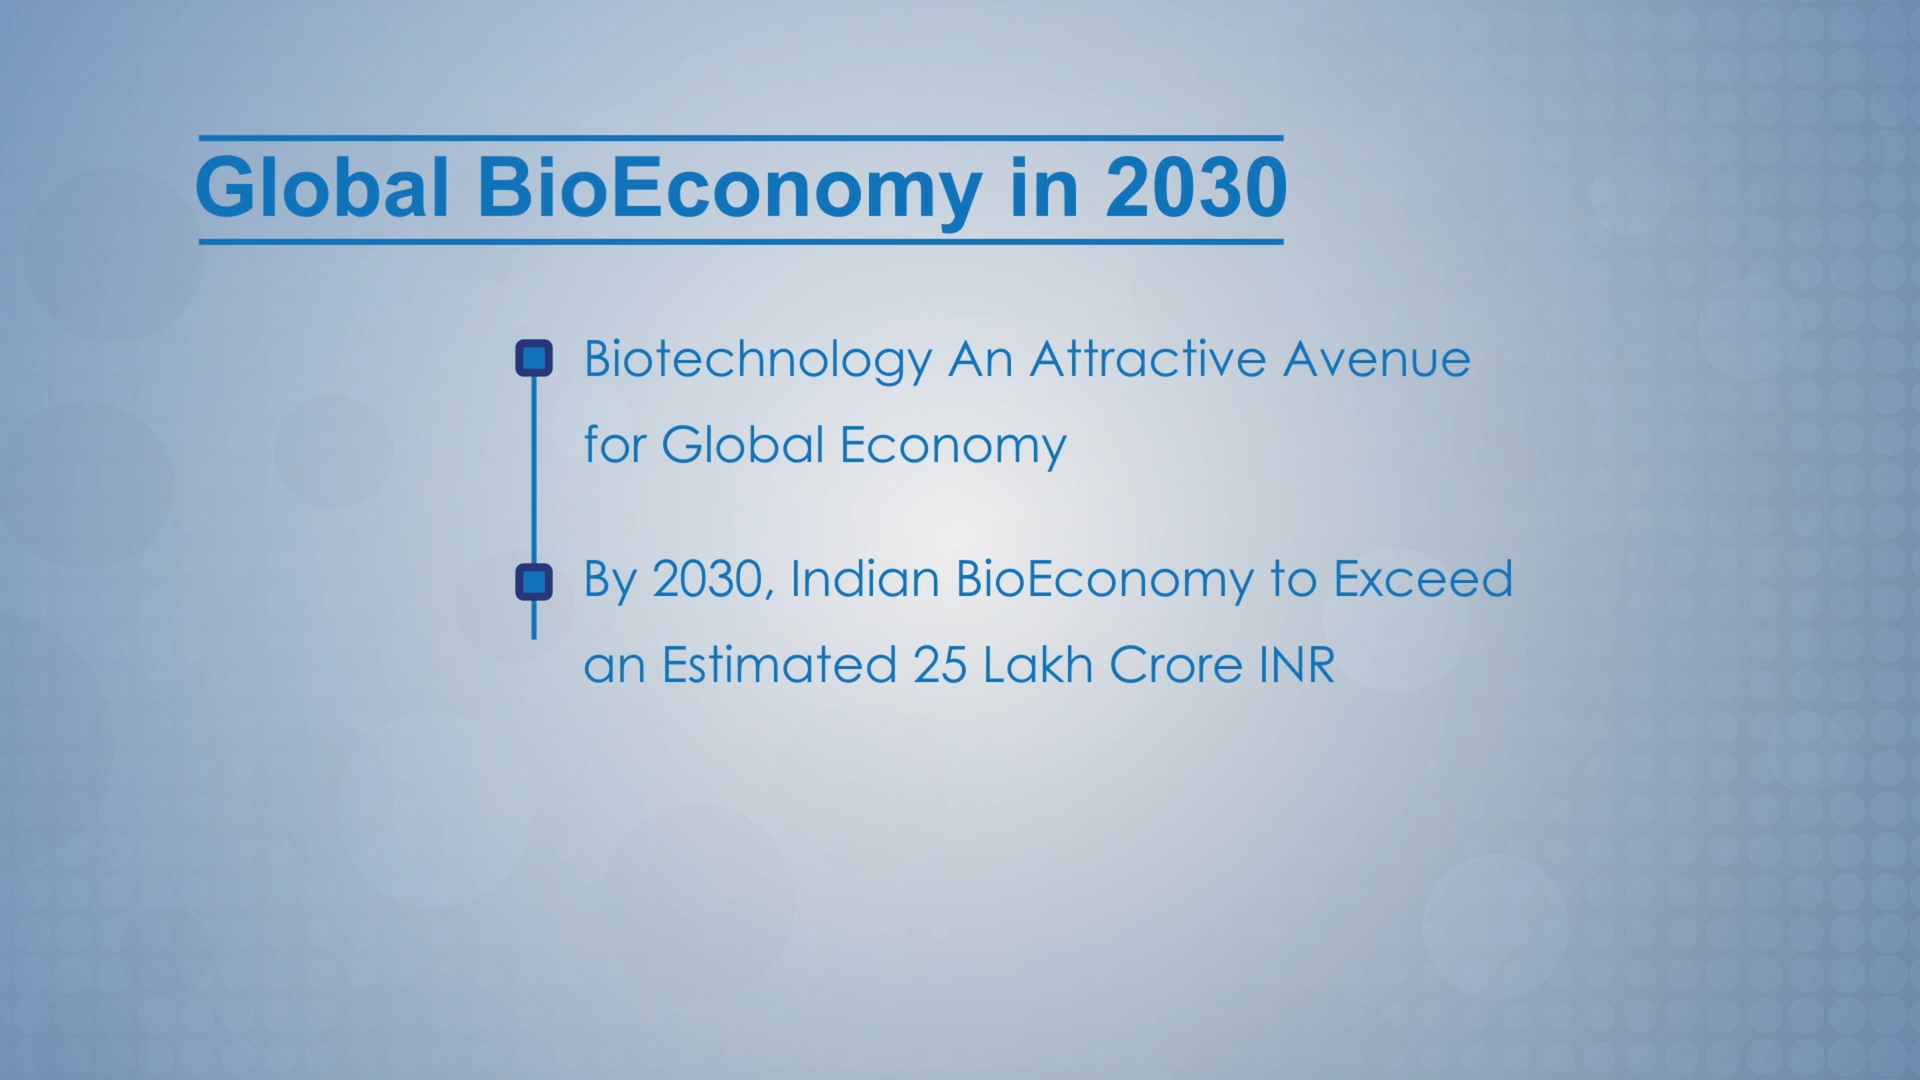 Global BioEconomy in 2030
Biotechnology An Attractive Avenue
for Global Economy
By 2030, Indian BioEconomy to Exceed
an Estimated 25 Lakh Crore INR